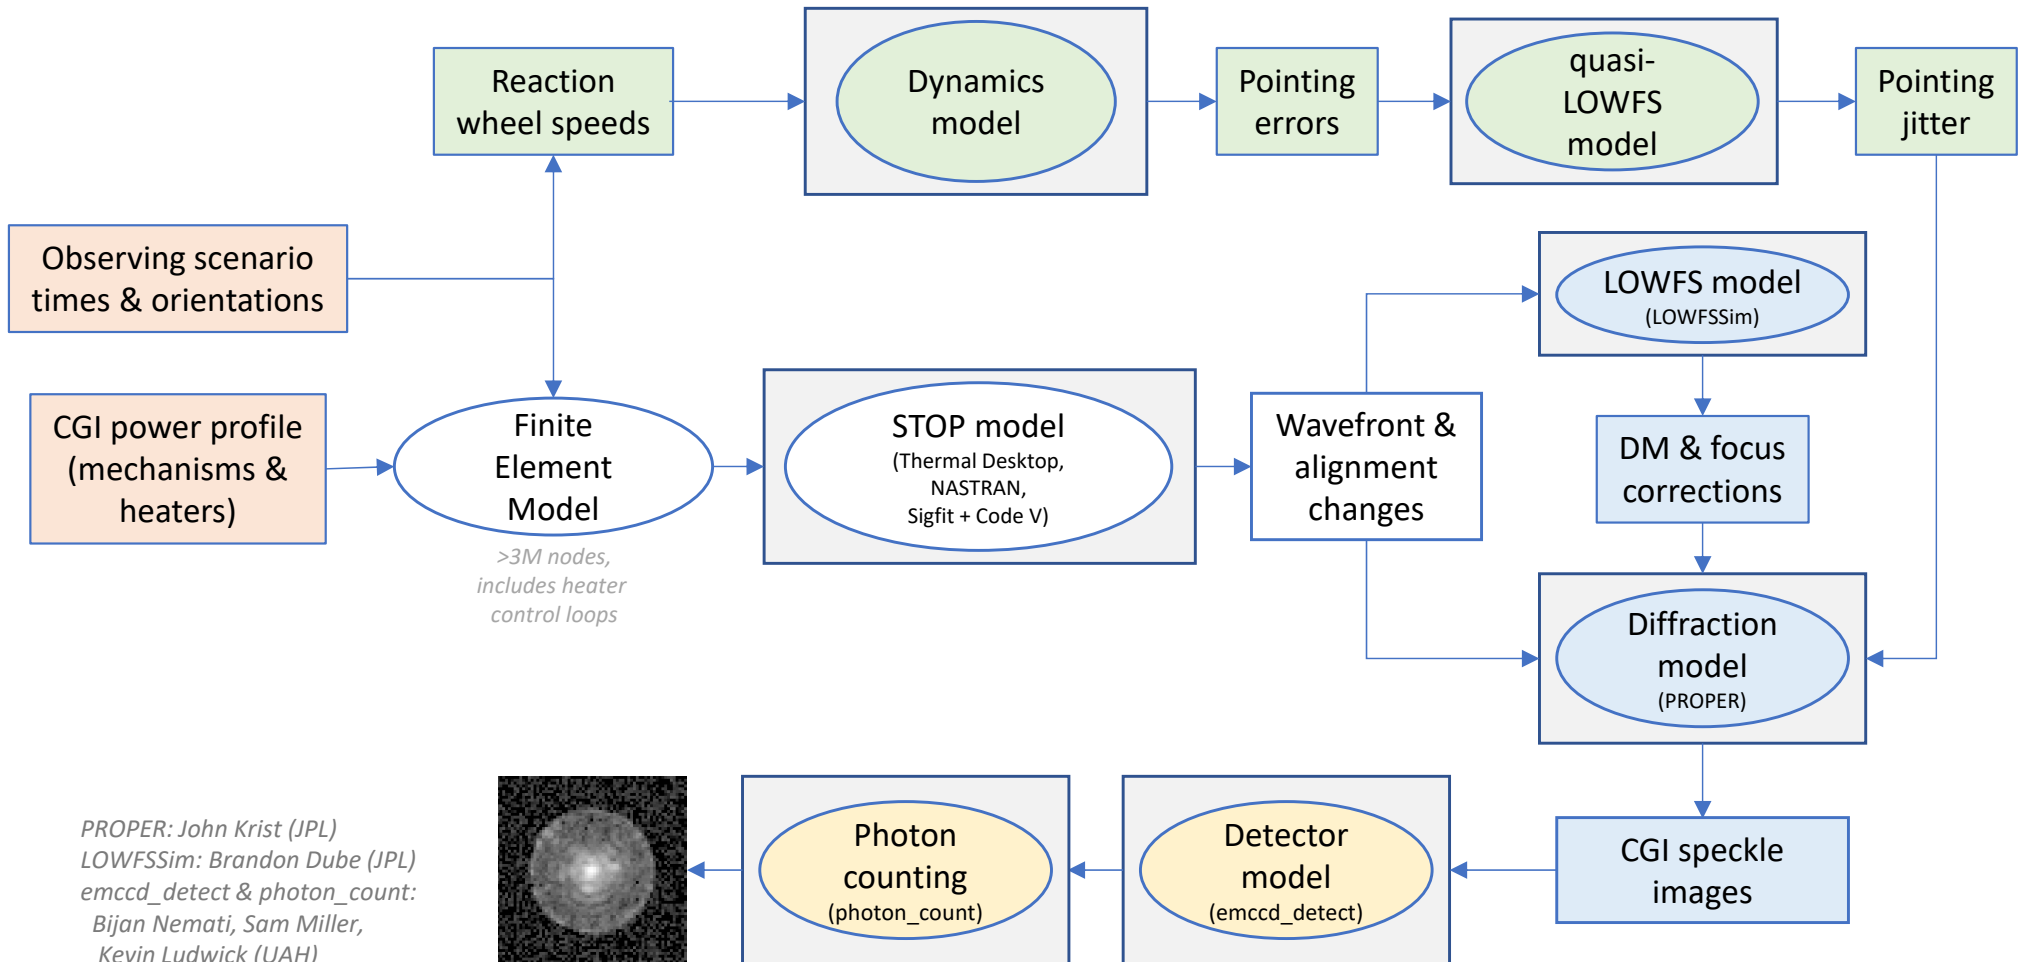 Reaction
wheel speeds
Dynamics
model
Pointing
errors
quasi-
LOWFS
model
Pointing
jitter
Observing scenario
times & orientations
LOWFS model
(LOWFSSim)
CGI power profile
(mechanisms &
heaters)
Finite
Element
Model
>3M nodes,
includes heater
control loops
STOP model
(Thermal Desktop,
NASTRAN,
Sigfit + Code V)
Wavefront &
alignment
changes
DM & focus
corrections
Diffraction
model
(PROPER)
PROPER: John Krist (JPL)
LOWFSSim: Brandon Dube (JPL)
emccd_detect & photon_count:
Bijan Nemati, Sam Miller,
Kevin Ludwick (UAH)
Photon
counting
(photon_count)
Detector
model
(emccd_detect)
CGI speckle
images